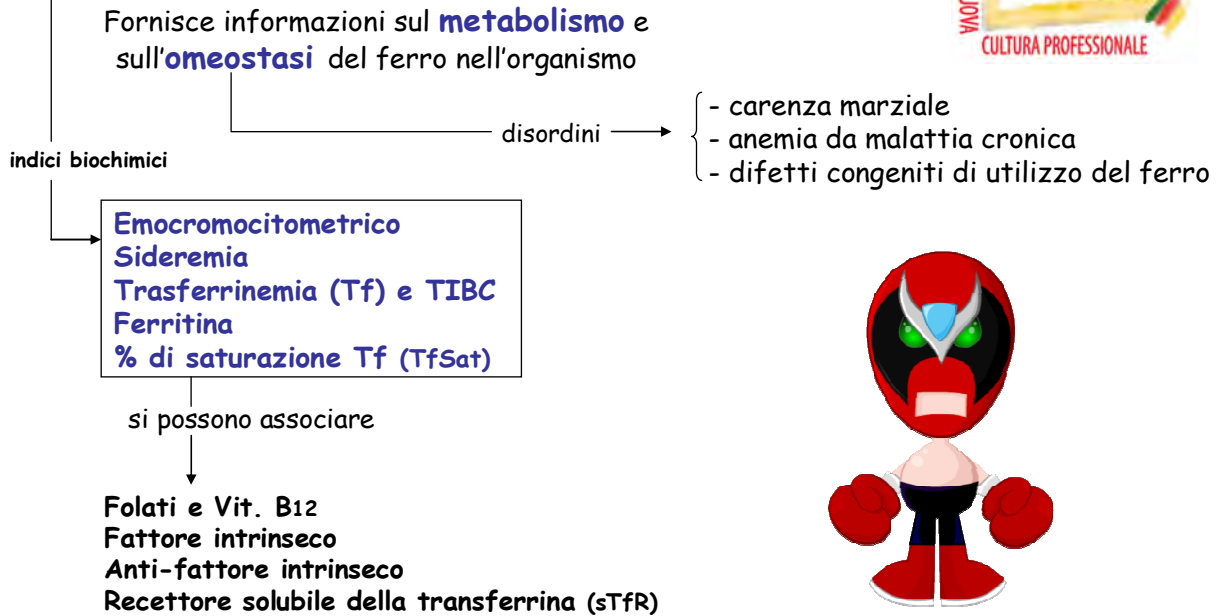 Fornisce informazioni sul metabolismo e
sull'omeostasi del ferro nell'organismo
NUOVA
CULTURA PROFESSIONALE
disordini
- carenza marziale
- anemia da malattia cronica
- difetti congeniti di utilizzo del ferro
indici biochimici
Emocromocitometrico
Sideremia
Trasferrinemia (Tf) e TIBC
Ferritina
% di saturazione Tf (TfSat)
si possono associare
Folati e Vit. B12
Fattore intrinseco
Anti-fattore intrinseco
Recettore solubile della transferrina (sTfR)